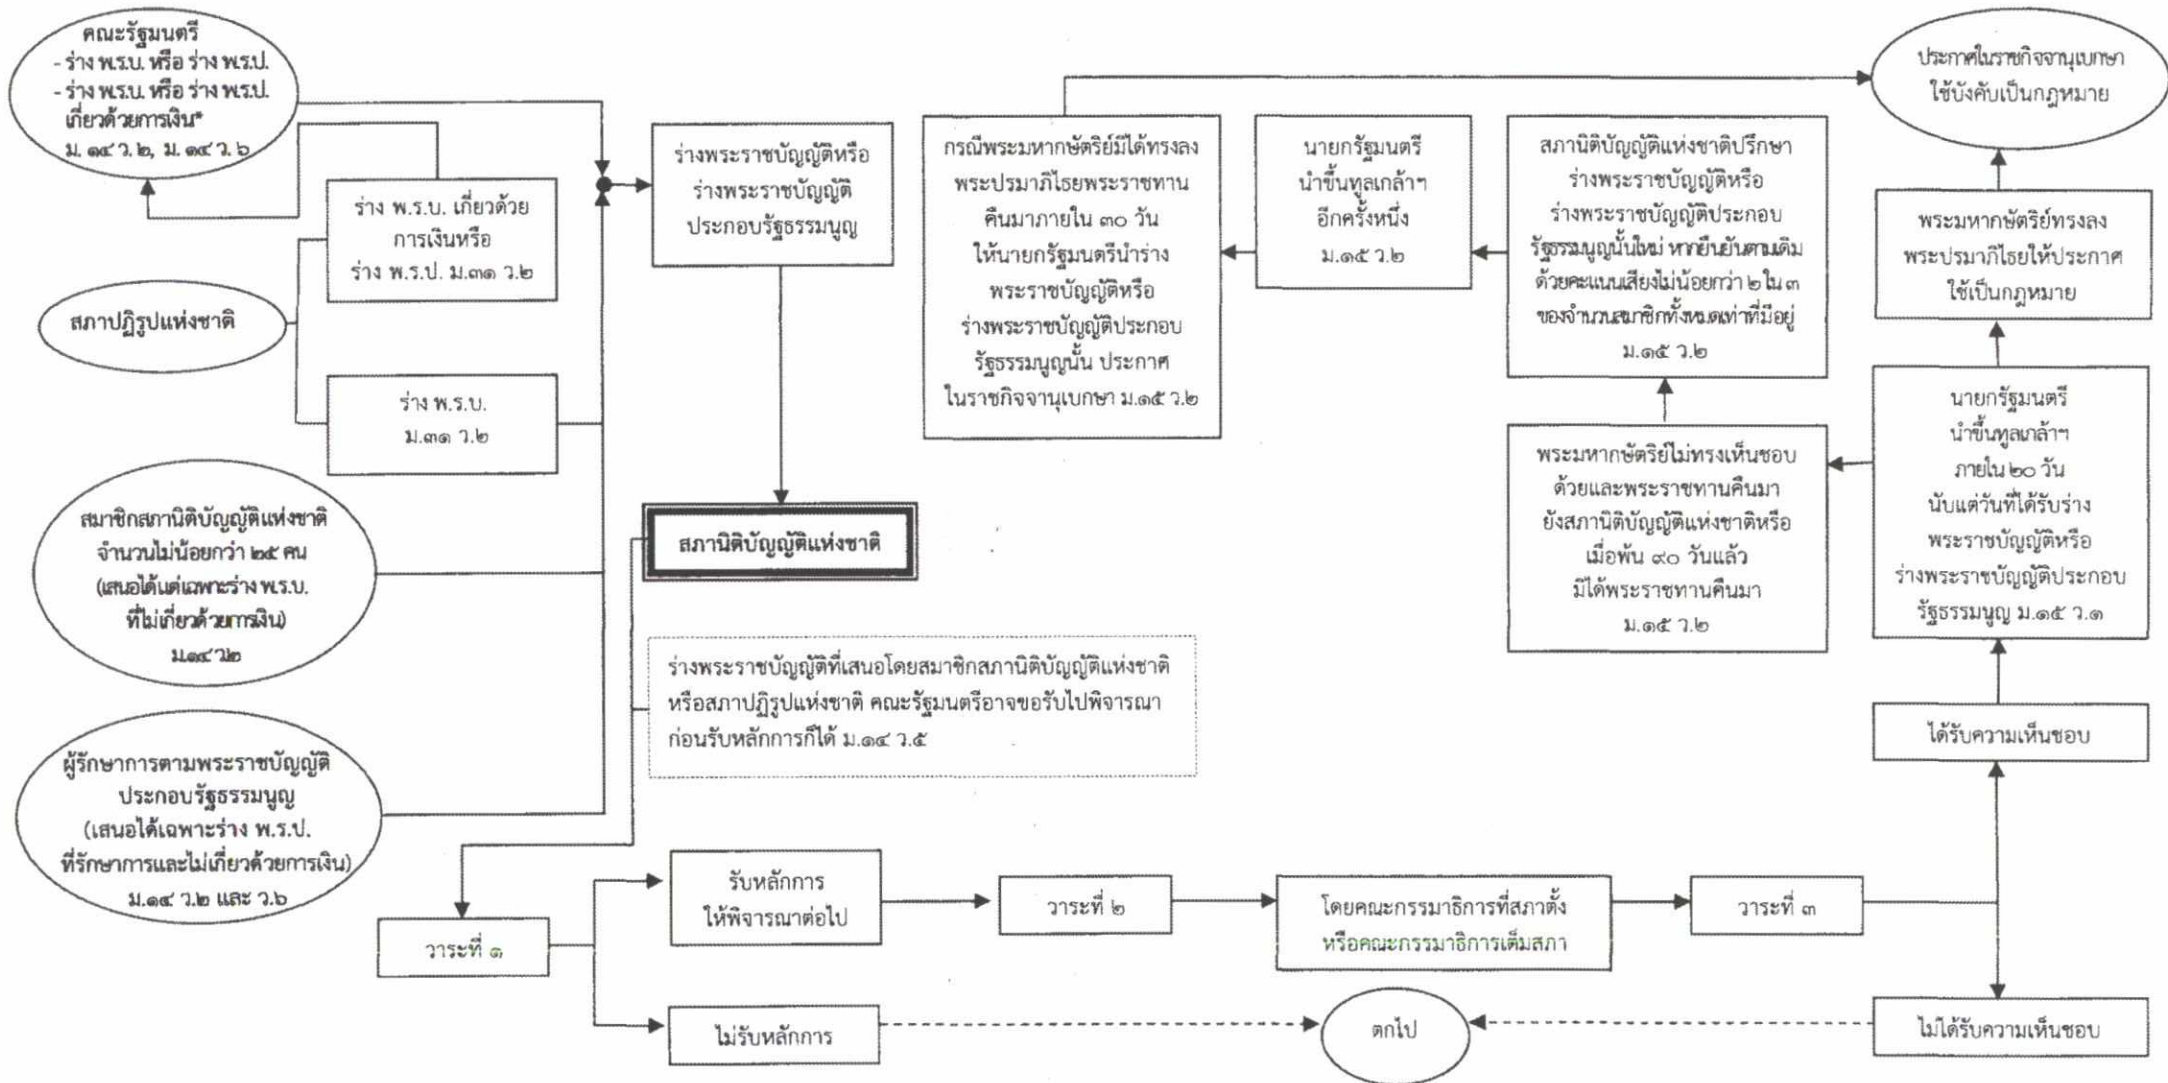 คณะรัฐมนตรี
- ร่าง พ.ร.บ. หรือ ร่าง พ.ร.ป.
- ร่าง พ.ร.บ. หรือ ร่าง พ.ร.ป.
เกี่ยวด้วยการเงิน*
ม. ๑๔ ว. ๒, ม. ๑๔ ว. ๖
ร่าง พ.ร.บ. เกี่ยวด้วย
การเงินหรือ
ร่าง พ.ร.ป. ม.๓๑ ว.๒
สภาปฏิรูปแห่งชาติ
ร่าง พ.ร.บ.
ม.๓๑ ว.๒
สมาชิกสภานิติบัญญัติแห่งชาติ
จำนวนไม่น้อยกว่า ๒๕ คน
(เสนอได้แต่เฉพาะร่าง พ.ร.บ.
ที่ไม่เกี่ยวด้วยการเงิน)
ม.๑๔ ว.๒
ผู้รักษาการตามพระราชบัญญัติ
ประกอบรัฐธรรมนูญ
(เสนอได้เฉพาะร่าง พ.ร.ป.
ที่รักษาการและไม่เกี่ยวด้วยการเงิน)
ม.๑๔ ว.๒ และ ว.๖
ร่างพระราชบัญญัติหรือ
ร่างพระราชบัญญัติ
ประกอบรัฐธรรมนูญ
สภานิติบัญญัติแห่งชาติ
ร่างพระราชบัญญัติที่เสนอโดยสมาชิกสภานิติบัญญัติแห่งชาติ
หรือสภาปฏิรูปแห่งชาติ คณะรัฐมนตรีอาจขอรับไปพิจารณา
ก่อนรับหลักการก็ได้ ม.๑๔ ว.๕
วาระที่ ๑
รับหลักการ
ให้พิจารณาต่อไป
ไม่รับหลักการ
วาระที่ ๒
โดยคณะกรรมาธิการที่สภาตั้ง
หรือคณะกรรมาธิการเต็มสภา
วาระที่ ๓
ตกไป
ไม่ได้รับความเห็นชอบ
ได้รับความเห็นชอบ
นายกรัฐมนตรี
นำขึ้นทูลเกล้าฯ
ภายใน ๒๐ วัน
นับแต่วันที่ได้รับร่าง
พระราชบัญญัติหรือ
ร่างพระราชบัญญัติประกอบ
รัฐธรรมนูญ ม.๑๕ ว.๑
พระมหากษัตริย์ทรงลง
พระปรมาภิไธยให้ประกาศ
ใช้เป็นกฎหมาย
ประกาศในราชกิจจานุเบกษา
ใช้บังคับเป็นกฎหมาย
พระมหากษัตริย์ไม่ทรงเห็นชอบ
ด้วยและพระราชทานคืนมา
ยังสภานิติบัญญัติแห่งชาติหรือ
เมื่อพ้น ๙๐ วันแล้ว
มิได้พระราชทานคืนมา
ม.๑๕ ว.๒
สภานิติบัญญัติแห่งชาติปรึกษา
ร่างพระราชบัญญัติหรือ
ร่างพระราชบัญญัติประกอบ
รัฐธรรมนูญนั้นใหม่ หากยืนยันตามเดิม
ด้วยคะแนนเสียงไม่น้อยกว่า ๒ ใน ๓
ของจำนวนสมาชิกทั้งหมดเท่าที่มีอยู่
ม.๑๕ ว.๒
นายกรัฐมนตรี
นำขึ้นทูลเกล้าฯ
อีกครั้งหนึ่ง
ม.๑๕ ว.๒
กรณีพระมหากษัตริย์มิได้ทรงลง
พระปรมาภิไธยพระราชทาน
คืนมาภายใน ๓๐ วัน
ให้นายกรัฐมนตรีนำร่าง
พระราชบัญญัติหรือ
ร่างพระราชบัญญัติประกอบ
รัฐธรรมนูญนั้น ประกาศ
ในราชกิจจานุเบกษา ม.๑๕ ว.๒